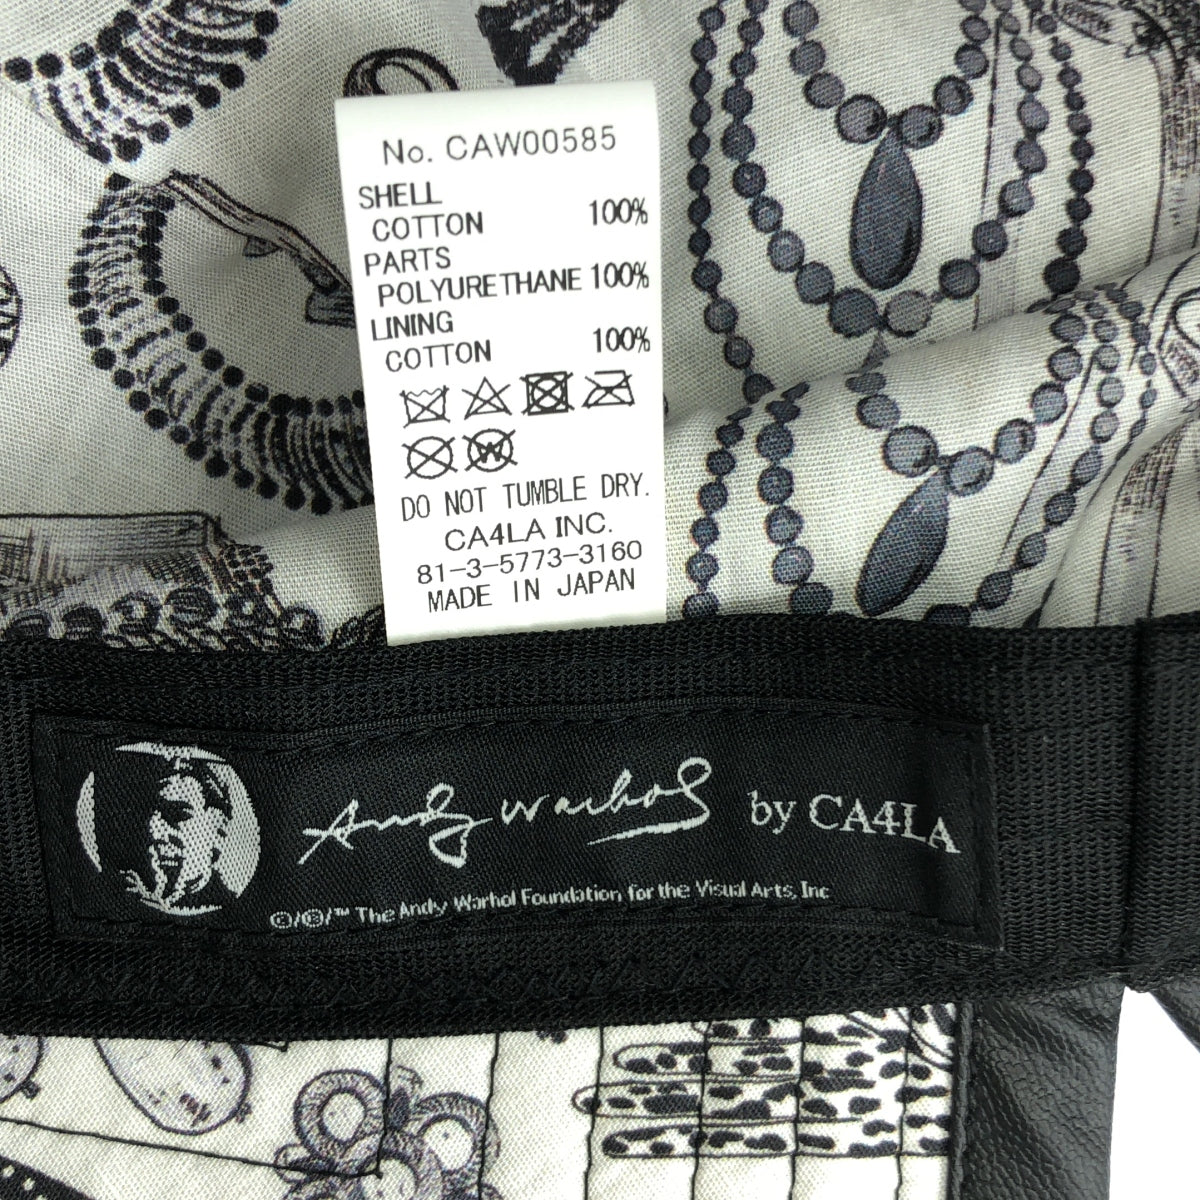 No. CAW00585
SHELL
COTTON 100%
PARTS
POLYURETHANE 100%
LINING
COTTON 100%
DO NOT TUMBLE DRY.
CA4LA INC.
81-3-5773-3160
MADE IN JAPAN
Andy Warhol by CA4LA
©/®/™ The Andy Warhol Foundation for the Visual Arts, Inc